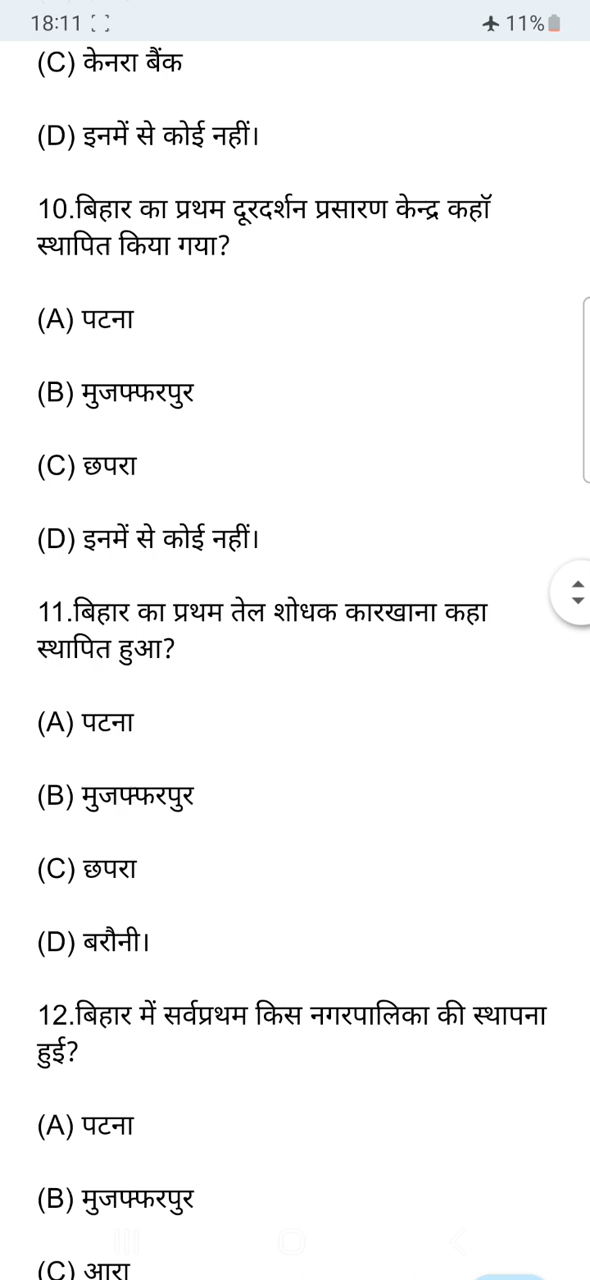 18:11
11%
(C) केनरा बैंक
(D) इनमें से कोई नहीं।
10.बिहार का प्रथम दूरदर्शन प्रसारण केन्द्र कहॉ
स्थापित किया गया?
(A) पटना
(B) मुजफ्फरपुर
(C) छपरा
(D) इनमें से कोई नहीं।
11.बिहार का प्रथम तेल शोधक कारखाना कहा
स्थापित हुआ?
(A) पटना
(B) मुजफ्फरपुर
(C) छपरा
(D) बरौनी।
12.बिहार में सर्वप्रथम किस नगरपालिका की स्थापना
हुई?
(A) पटना
(B) मुजफ्फरपुर
(C) आरा